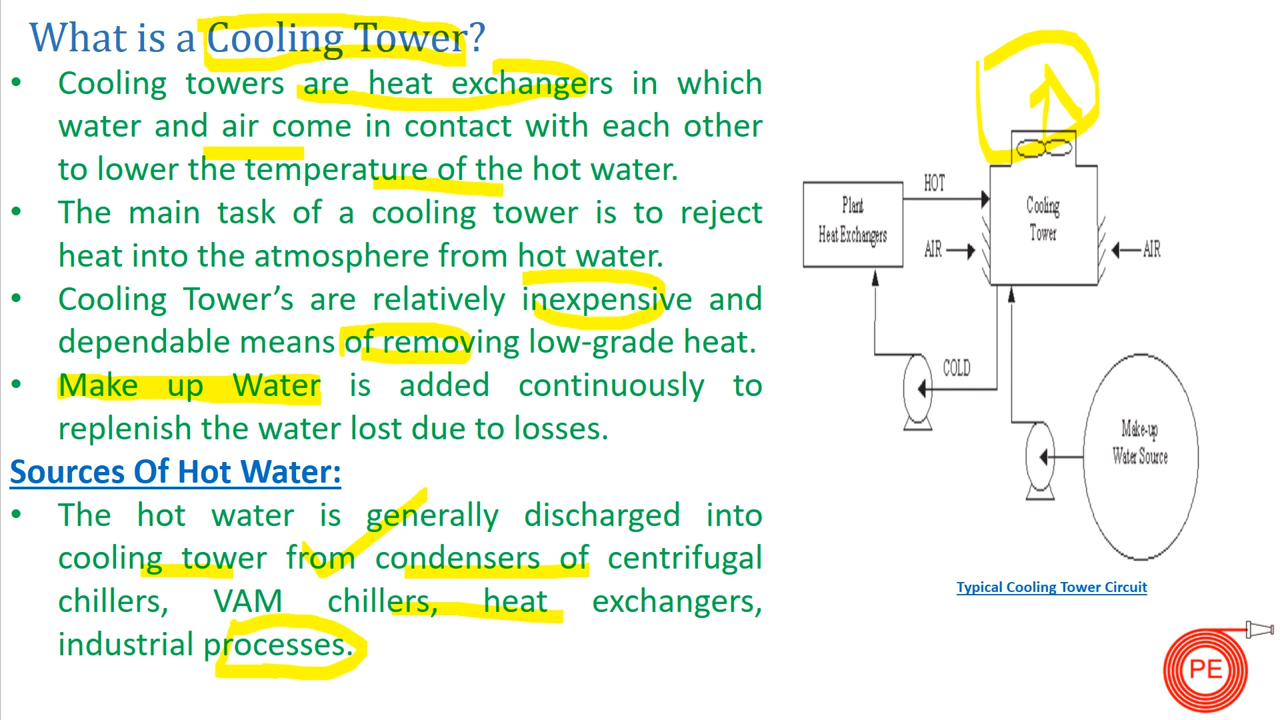 What is a Cooling Tower?
• Cooling towers are heat exchangers in which
water and air come in contact with each other
to lower the temperature of the hot water.
• The main task of a cooling tower is to reject
heat into the atmosphere from hot water.
• Cooling Tower's are relatively inexpensive and
dependable means of removing low-grade heat.
• Make up Water is added continuously to
replenish the water lost due to losses.
Sources Of Hot Water:
• The hot water is generally discharged into
cooling tower from condensers of centrifugal
chillers, VAM chillers, heat exchangers,
industrial processes.
HOT
Plant
Heat Exchangers
Cooling
Tower
AIR
AIR
COLD
Make-up
Water Source
Typical Cooling Tower Circuit
PE